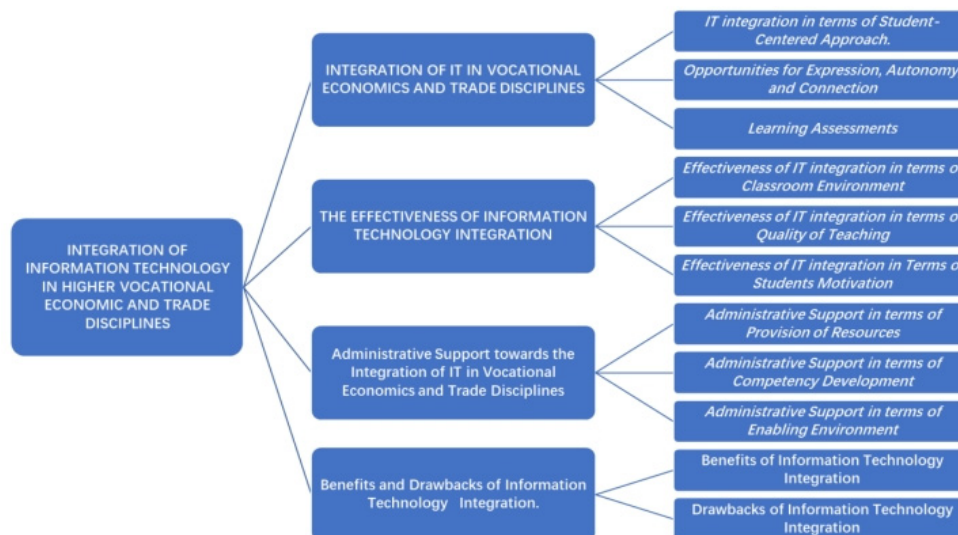 INTEGRATION OF
INFORMATION TECHNOLOGY
IN HIGHER VOCATIONAL
ECONOMIC AND TRADE
DISCIPLINES
INTEGRATION OF IT IN VOCATIONAL
ECONOMICS AND TRADE DISCIPLINES
IT integration in terms of Student-
Centered Approach.
Opportunities for Expression, Autonomy
and Connection
Learning Assessments
THE EFFECTIVENESS OF INFORMATION
TECHNOLOGY INTEGRATION
Effectiveness of IT integration in terms o
Classroom Environment
Effectiveness of IT integration in terms o
Quality of Teaching
Effectiveness of IT integration in Terms o
Students Motivation
Administrative Support towards the
Integration of IT in Vocational
Economics and Trade Disciplines
Administrative Support in terms of
Provision of Resources
Administrative Support in terms of
Competency Development
Administrative Support in terms of
Enabling Environment
Benefits and Drawbacks of Information
Technology Integration.
Benefits of Information Technology
Integration
Drawbacks of Information Technology
Integration